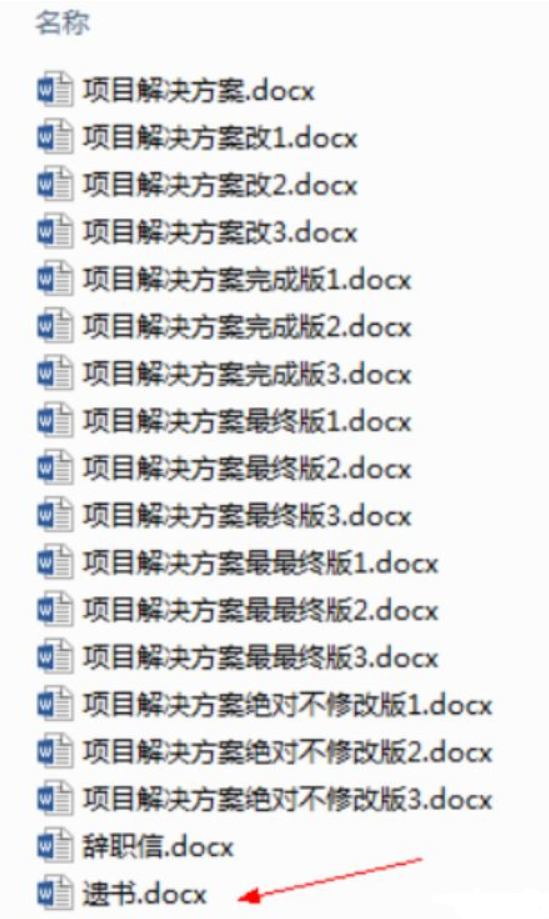 名称
项目解决方案.docx
项目解决方案改1.docx
项目解决方案改2.docx
项目解决方案改3.docx
项目解决方案完成版1.docx
项目解决方案完成版2.docx
项目解决方案完成版3.docx
项目解决方案最终版1.docx
项目解决方案最终版2.docx
项目解决方案最终版3.docx
项目解决方案最最终版1.docx
项目解决方案最最终版2.docx
项目解决方案最最终版3.docx
项目解决方案绝对不修改版1.docx
项目解决方案绝对不修改版2.docx
项目解决方案绝对不修改版3.docx
辞职信.docx
遗书.docx